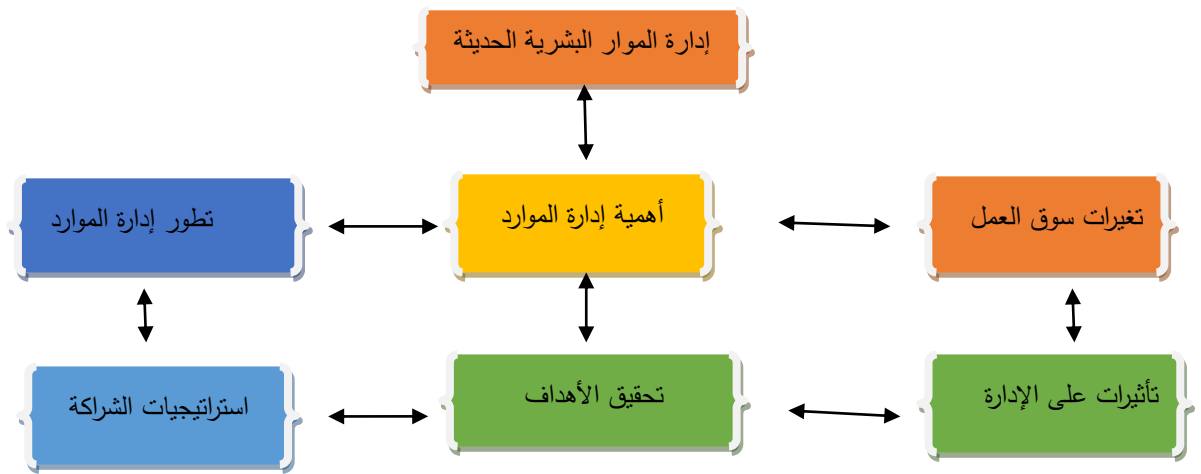 إدارة الموار البشرية الحديثة
تغيرات سوق العمل
أهمية إدارة الموارد
تطور إدارة الموارد
تأثيرات على الإدارة
تحقيق الأهداف
استراتيجيات الشراكة